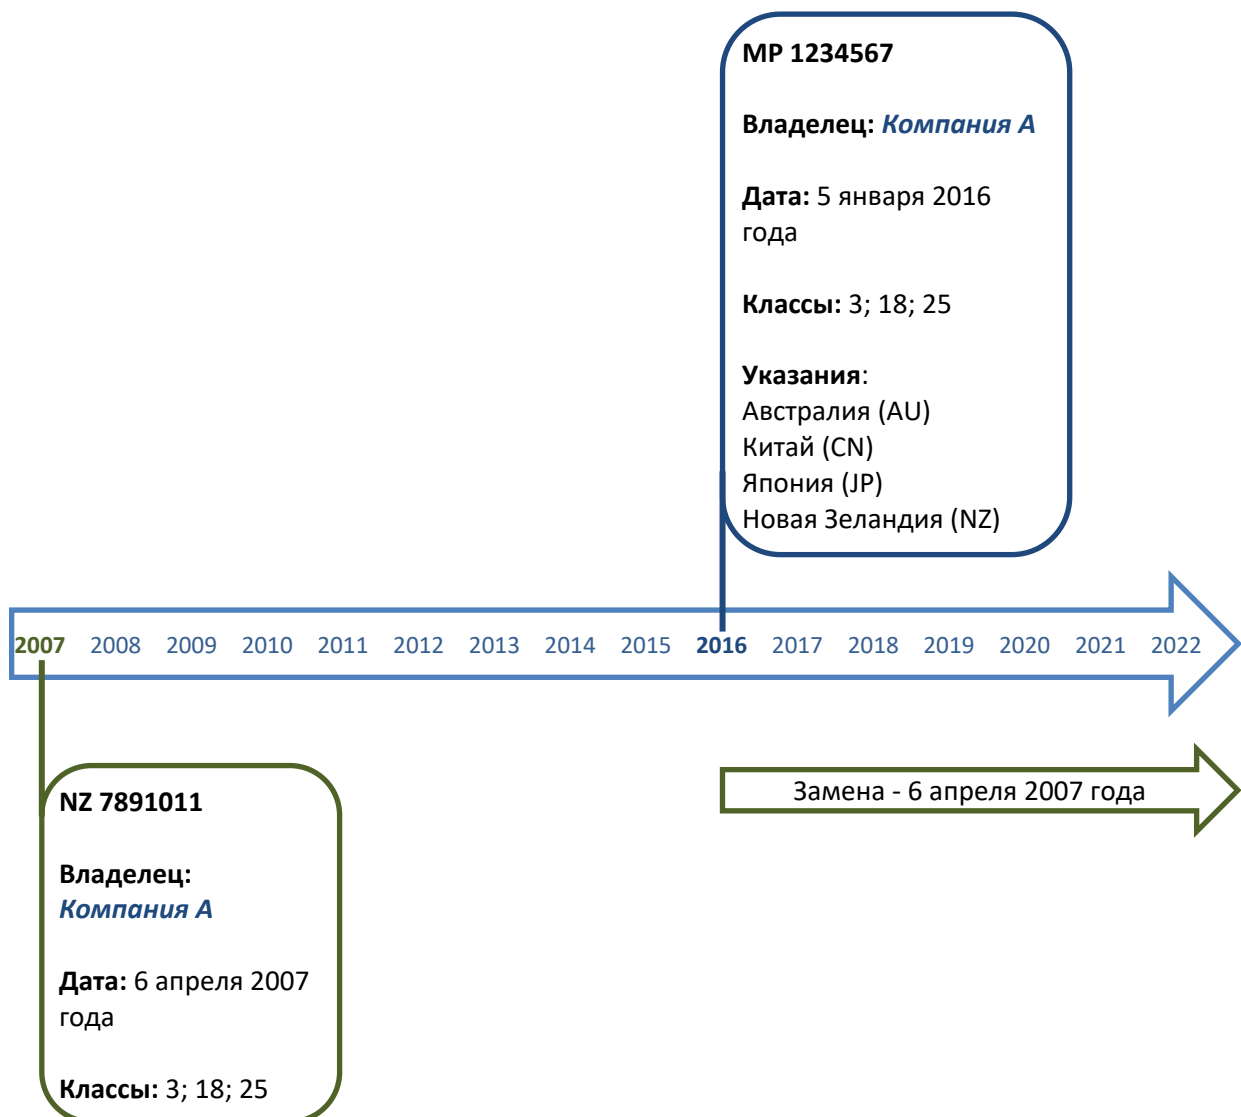 МР 1234567
Владелец: Компания А
Дата: 5 января 2016
года
Классы: 3; 18; 25
Указания:
Австралия (AU)
Китай (CN)
Япония (JP)
Новая Зеландия (NZ)
2007 2008 2009 2010 2011 2012 2013 2014 2015 2016 2017 2018 2019 2020 2021 2022
Замена - 6 апреля 2007 года
NZ 7891011
Владелец:
Компания А
Дата: 6 апреля 2007
года
Классы: 3; 18; 25